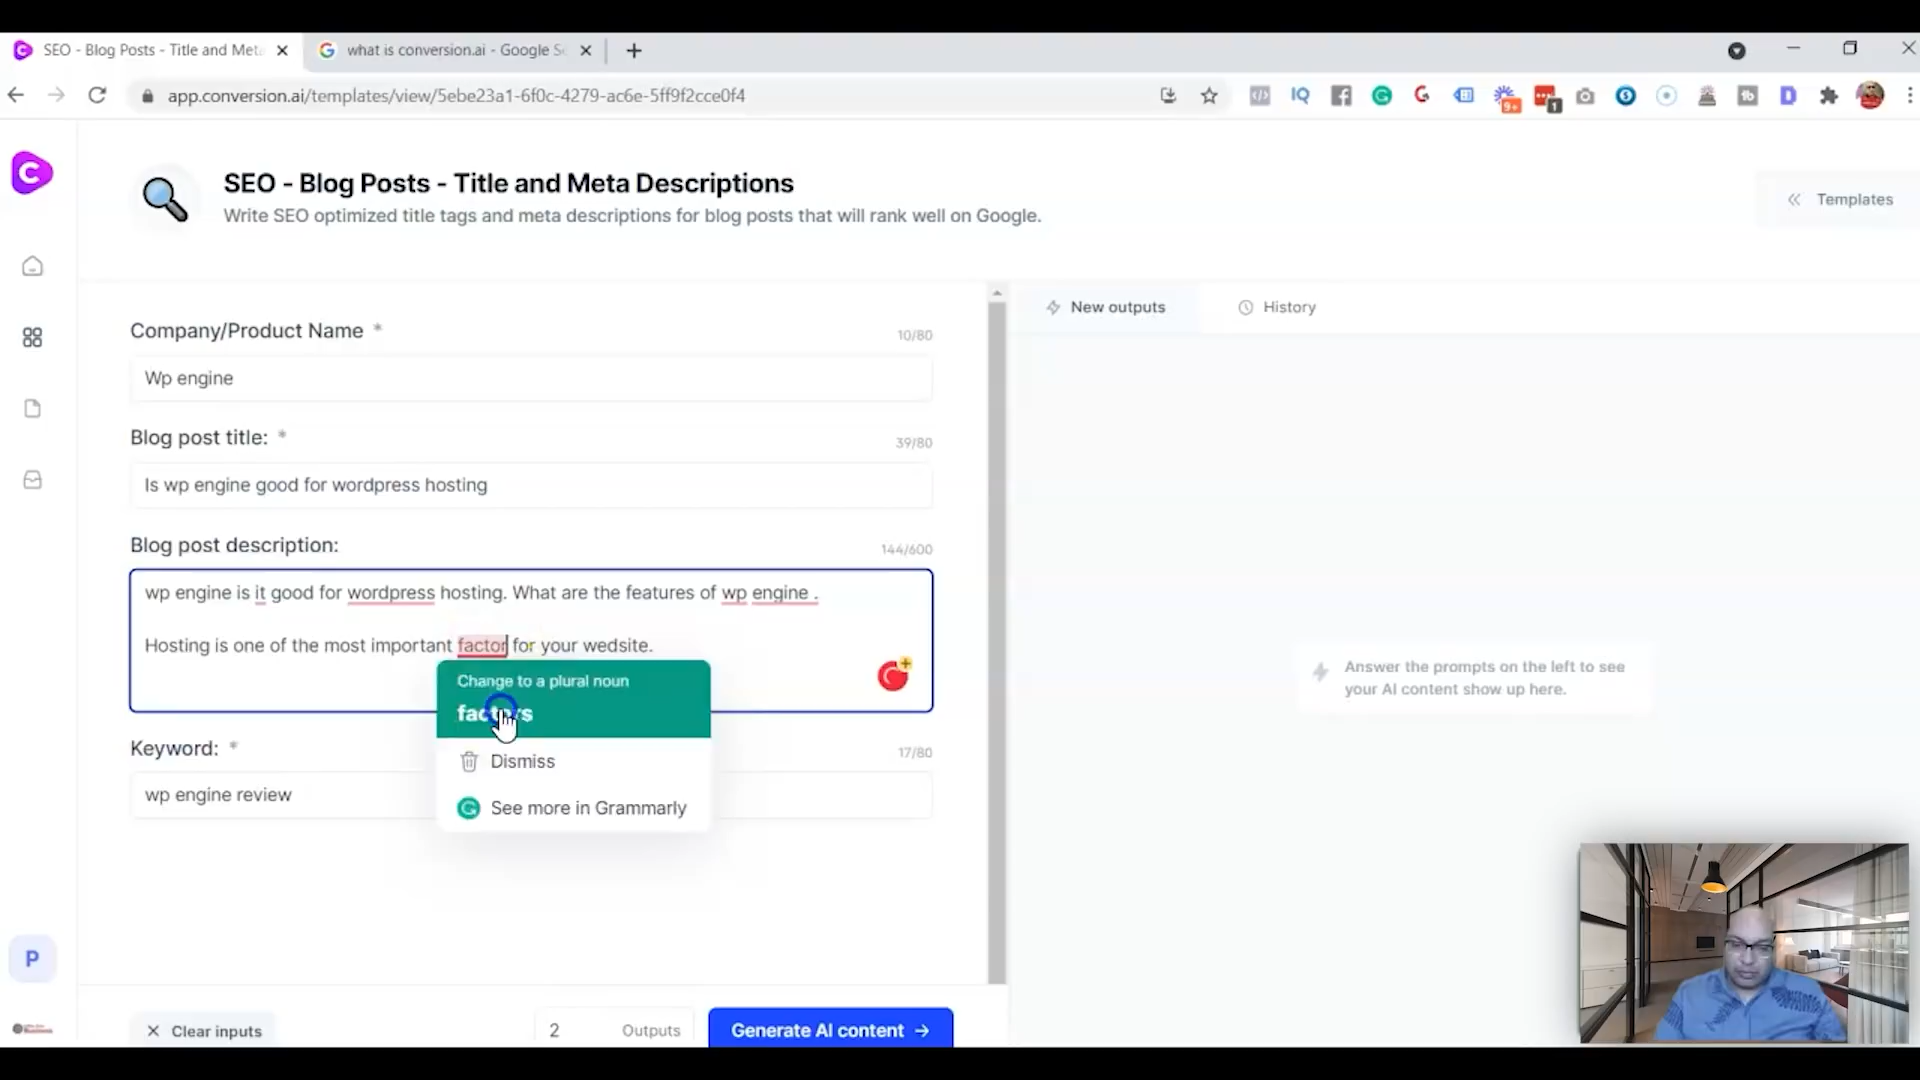 SEO - Blog Posts - Title and Meta
what is conversion.ai - Google Se
app.conversion.ai/templates/view/5ebe23a1-6f0c-4279-ac6e-5ff9f2cce0f4
IQ
9+
1
SEO - Blog Posts - Title and Meta Descriptions
Write SEO optimized title tags and meta descriptions for blog posts that will rank well on Google.
Templates
New outputs
History
Company/Product Name *
10/80
Wp engine
Blog post title: *
39/80
Is wp engine good for wordpress hosting
Blog post description:
144/600
wp engine is it good for wordpress hosting. What are the features of wp engine .
Hosting is one of the most important factor for your wedsite.
Change to a plural noun
factors
Dismiss
See more in Grammarly
Keyword: *
17/80
wp engine review
Answer the prompts on the left to see
your AI content show up here.
P
Clear inputs
2 Outputs
Generate AI content